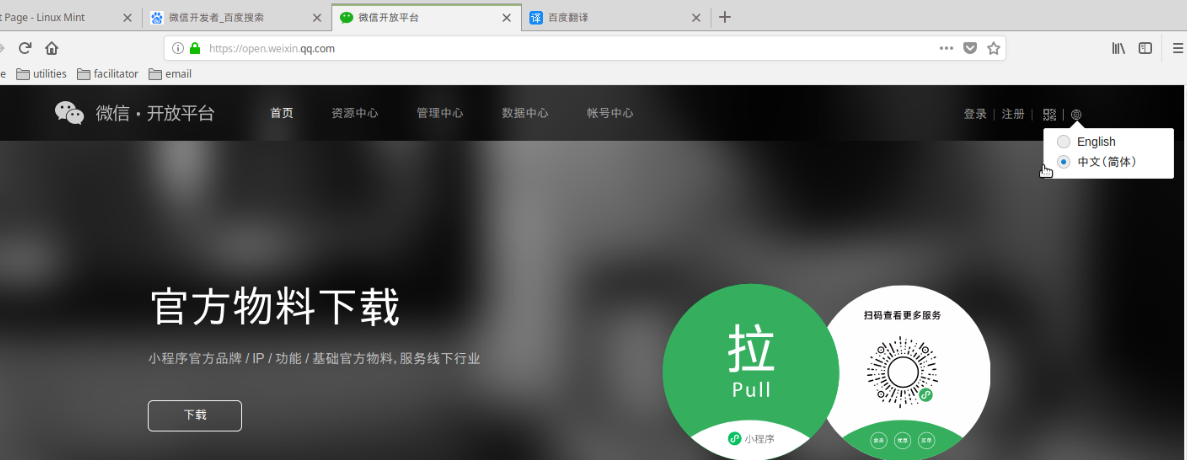 t Page - Linux Mint
微信开发者_百度搜索
微信开放平台
译 百度翻译
https://open.weixin.qq.com
e utilities facilitator email
微信・开放平台 首页 资源中心 管理中心 数据中心 帐号中心 登录 | 注册 | |
English
中文(简体)
官方物料下载
小程序官方品牌 / IP / 功能 / 基础官方物料, 服务线下行业
下载
拉
Pull
小程序
扫码查看更多服务